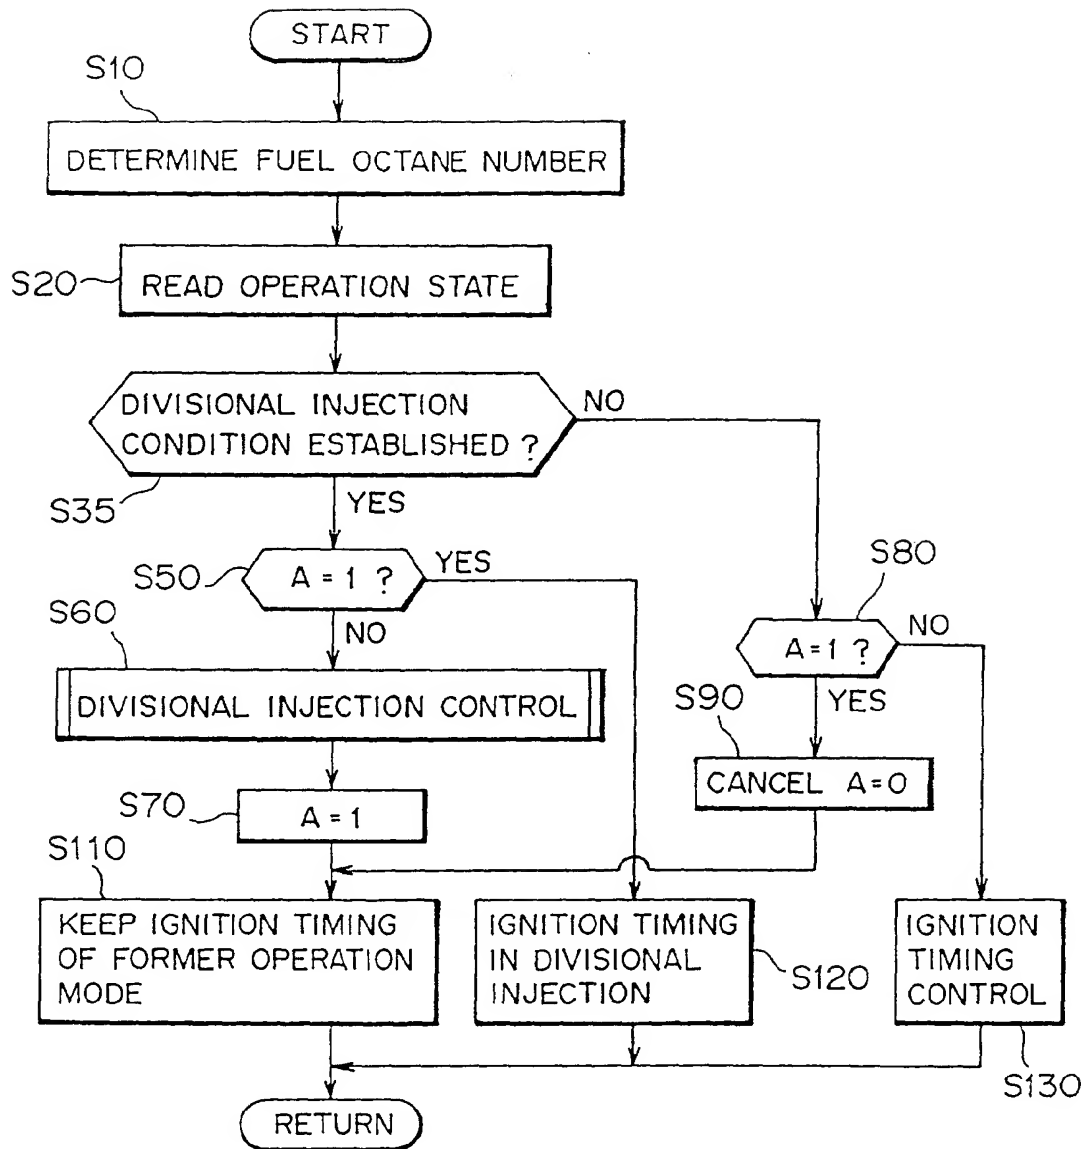 START
S10
DETERMINE FUEL OCTANE NUMBER
S20
READ OPERATION STATE
DIVISIONAL INJECTION
CONDITION ESTABLISHED ?
NO
S35
YES
S50
A = 1 ?
YES
S80
S60
NO
A = 1 ?
NO
DIVISIONAL INJECTION CONTROL
S90
YES
CANCEL A=0
S70
A = 1
S110
KEEP IGNITION TIMING
OF FORMER OPERATION
MODE
IGNITION TIMING
IN DIVISIONAL
INJECTION
S120
IGNITION
TIMING
CONTROL
S130
RETURN